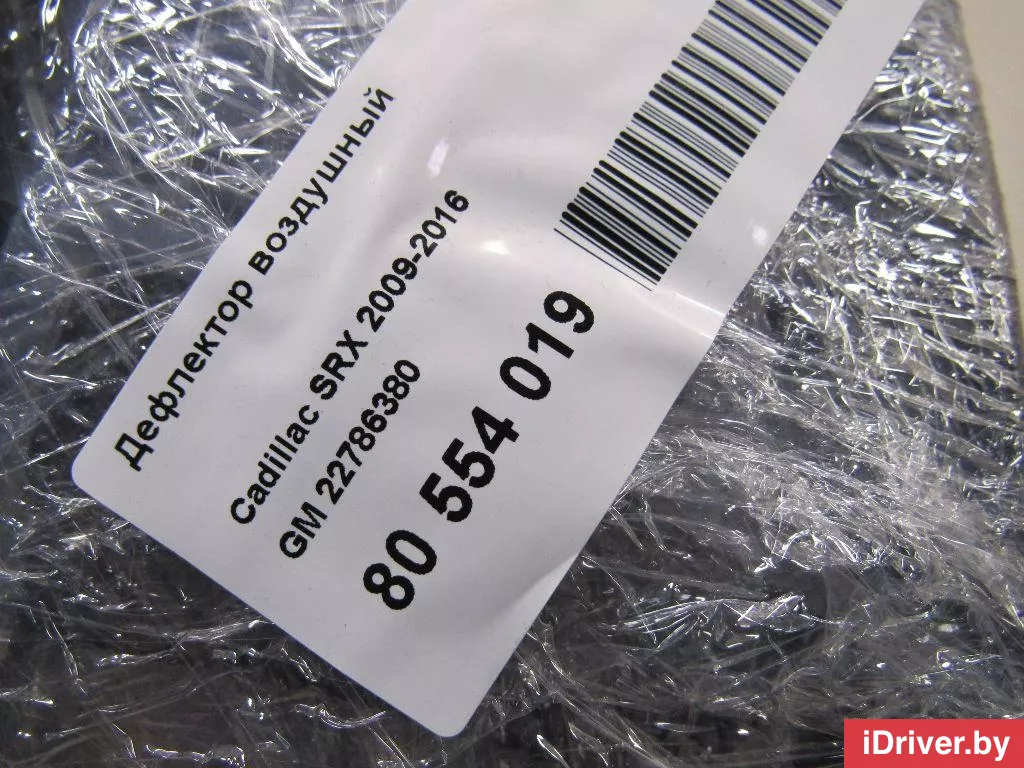 Дефлектор воздушный
Cadillac SRX 2009-2016
GM 22786380
80 554 019
iDriver.by